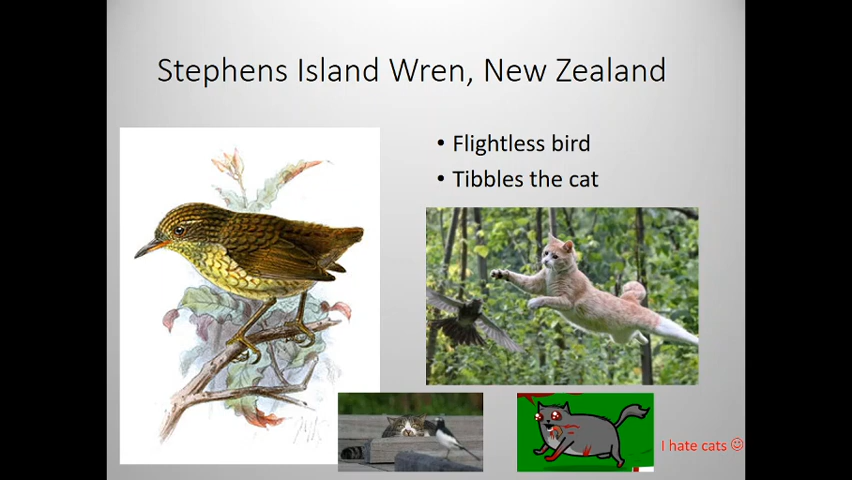 Stephens Island Wren, New Zealand
• Flightless bird
• Tibbles the cat
I hate cats ☺